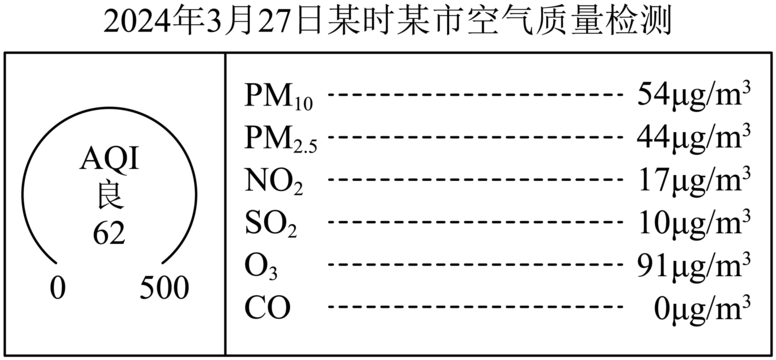 2024年3月27日某时某市空气质量检测
AQI
良
62
0 500
PM₁₀ 54μg/m³
PM₂.₅ 44μg/m³
NO₂ 17μg/m³
SO₂ 10μg/m³
O₃ 91μg/m³
CO 0μg/m³